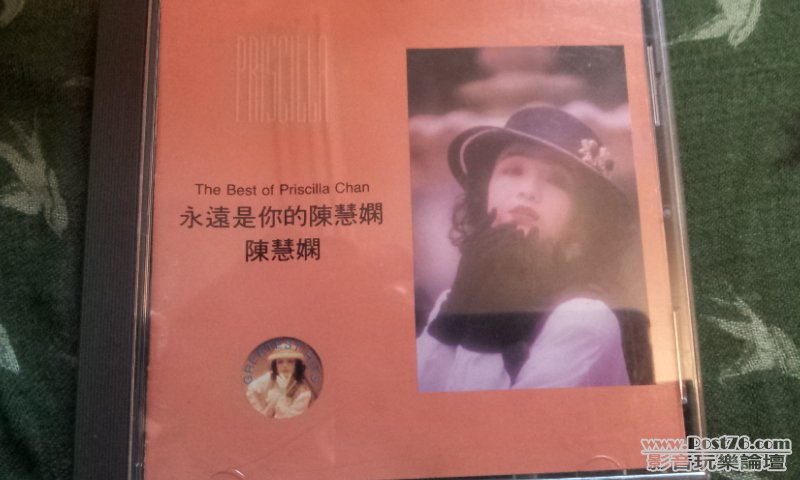 PRISCILLA
The Best of Priscilla Chan
永遠是你的陳慧嫻
陳慧嫻
www.Post76.com
影音玩樂論壇